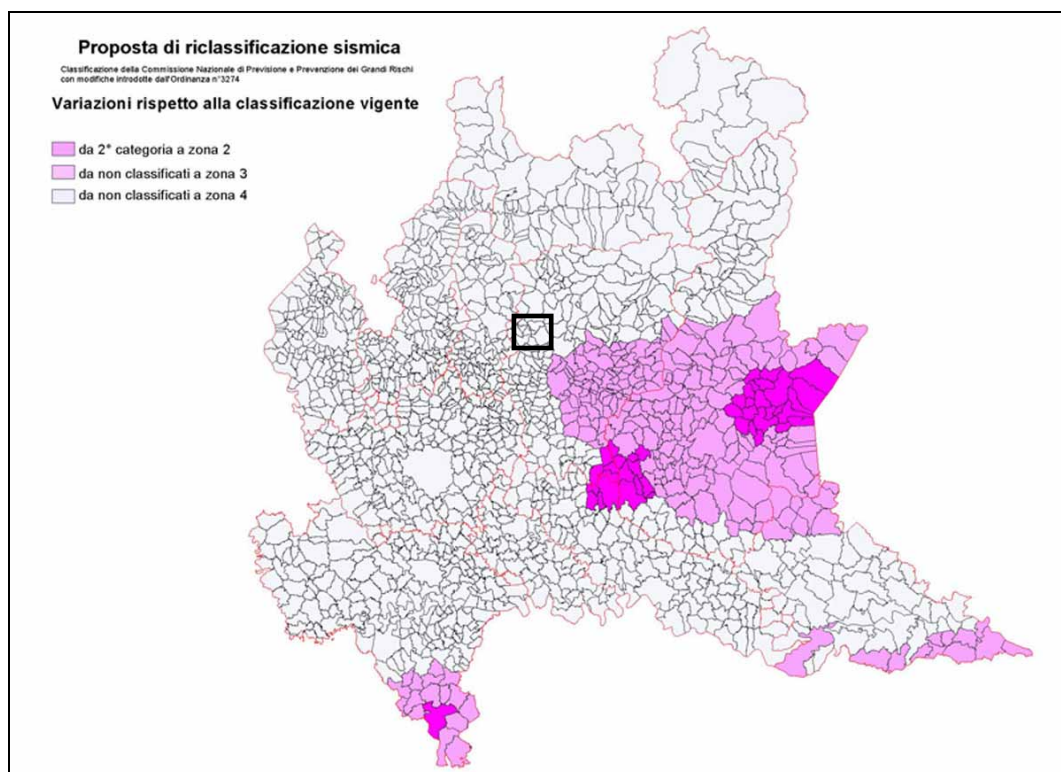 Proposta di riclassificazione sismica
Classificazione della Commissione Nazionale di Previsione e Prevenzione dei Grandi Rischi
con modifiche introdotte dall'Ordinanza n°3274
Variazioni rispetto alla classificazione vigente
da 2° categoria a zona 2
da non classificati a zona 3
da non classificati a zona 4